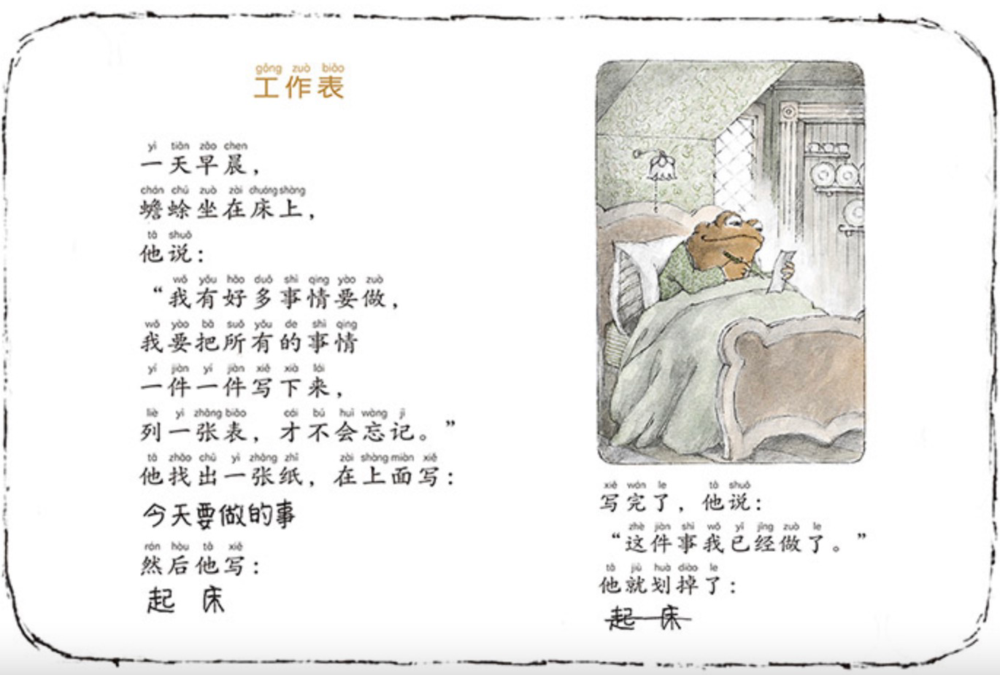 gōng zuò biǎo
工作表
yì tiān zǎo chen
一天早晨，
chán chú zuò zài chuáng shàng
蟾蜍坐在床上，
tā shuō
他说：
wǒ yǒu hǎo duō shì qing yào zuò
“我有好多事情要做，
wǒ yào bǎ suǒ yǒu de shì qing
我要把所有的事情
yí jiàn yí jiàn xiě xià lái
一件一件写下来，
liè yì zhāng biǎo cái bú huì wàng jì
列一张表，才不会忘记。”
tā zhǎo chū yì zhāng zhǐ zài shàng miàn xiě
他找出一张纸，在上面写：
今天要做的事
rán hòu tā xiě
然后他写：
起 床
xiě wán le tā shuō
写完了，他说：
zhè jiàn shì wǒ yǐ jīng zuò le
“这件事我已经做了。”
tā jiù huà diào le
他就划掉了：
起 床